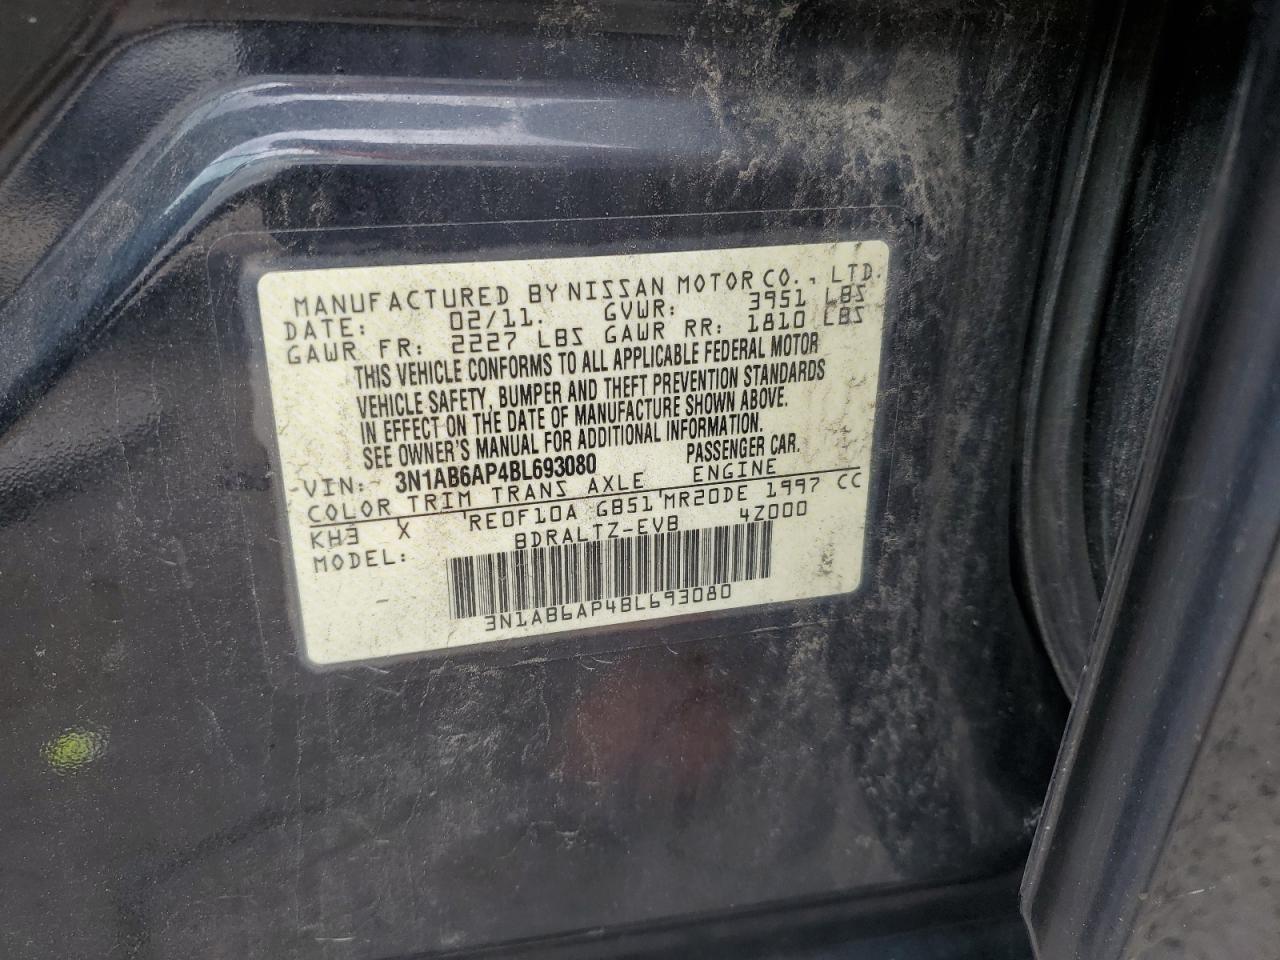 MANUFACTURED BY NISSAN MOTOR CO., LTD.
DATE: 02/11. GVWR: 3951 LBS
GAWR FR: 2227 LBS GAWR RR: 1810 LBS
THIS VEHICLE CONFORMS TO ALL APPLICABLE FEDERAL MOTOR
VEHICLE SAFETY, BUMPER AND THEFT PREVENTION STANDARDS
IN EFFECT ON THE DATE OF MANUFACTURE SHOWN ABOVE.
SEE OWNER'S MANUAL FOR ADDITIONAL INFORMATION.
VIN: 3N1AB6AP4BL693080 PASSENGER CAR.
COLOR TRIM TRANS AXLE ENGINE
KH3 X RE0F10A GB51 MR20DE 1997 CC
MODEL: BDRALTZ-EVB 4Z000
3N1AB6AP4BL693080